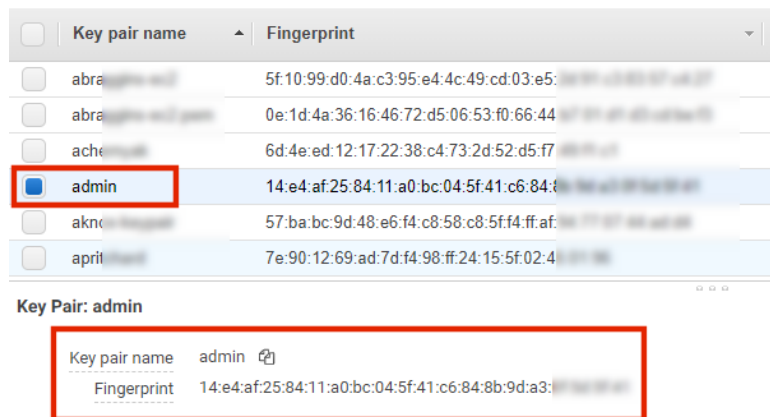 Key pair name Fingerprint
abra 5f:10:99:d0:4a:c3:95:e4:4c:49:cd:03:e5:
abra 0e:1d:4a:36:16:46:72:d5:06:53:f0:66:44
ache 6d:4e:ed:12:17:22:38:c4:73:2d:52:d5:f7
admin 14:e4:af:25:84:11:a0:bc:04:5f:41:c6:84:
akno 57:ba:bc:9d:48:e6:f4:c8:58:c8:5f:f4:ff:af:
aprit 7e:90:12:69:ad:7d:f4:98:ff:24:15:5f:02:4
Key Pair: admin
Key pair name admin
Fingerprint 14:e4:af:25:84:11:a0:bc:04:5f:41:c6:84:8b:9d:a3: